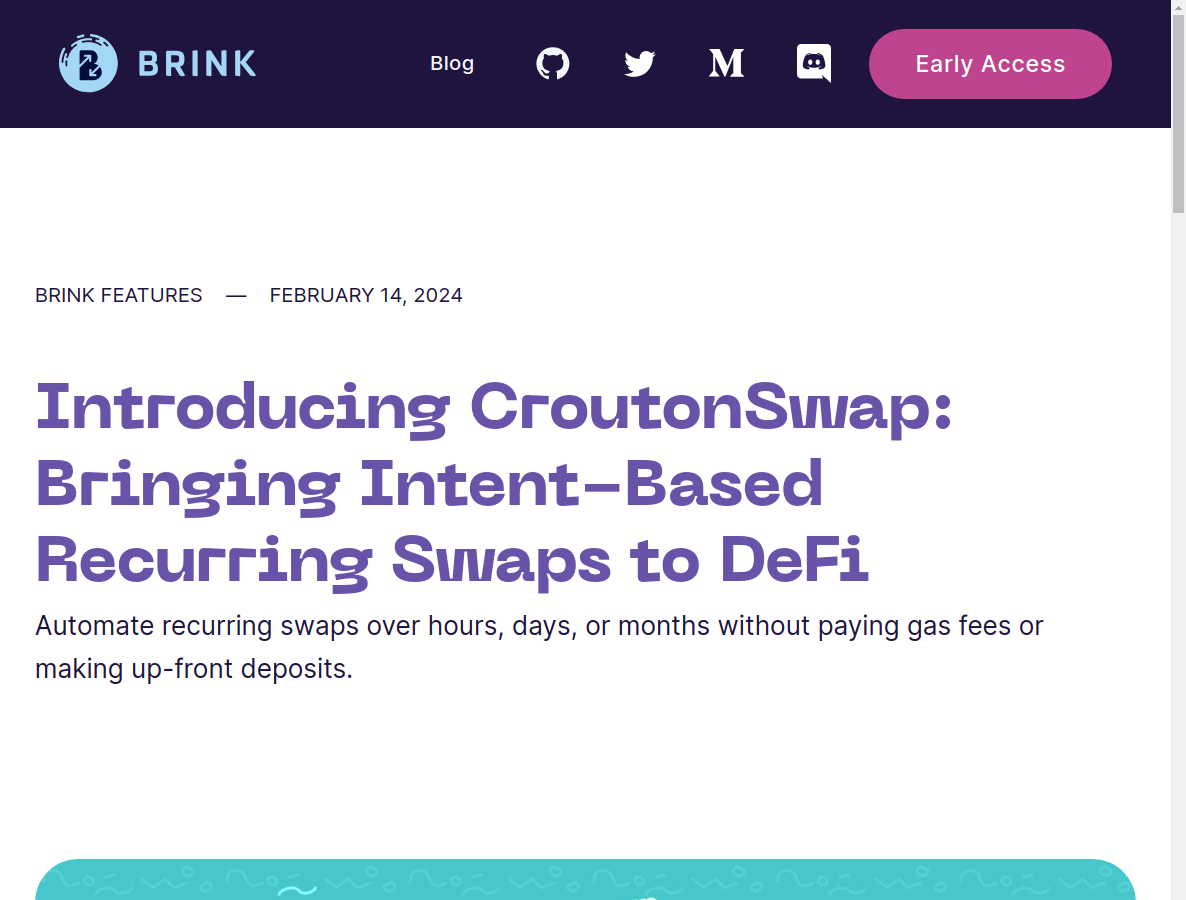 BRINK
Blog
Early Access
BRINK FEATURES — FEBRUARY 14, 2024
Introducing CroutonSwap:
Bringing Intent-Based
Recurring Swaps to DeFi
Automate recurring swaps over hours, days, or months without paying gas fees or
making up-front deposits.